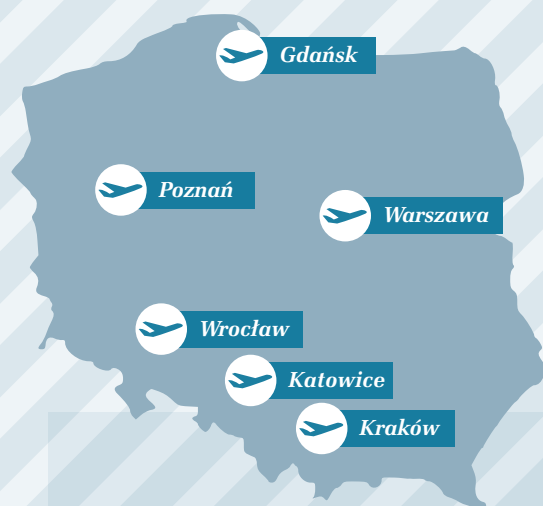 Gdańsk
Poznań
Warszawa
Wrocław
Katowice
Kraków